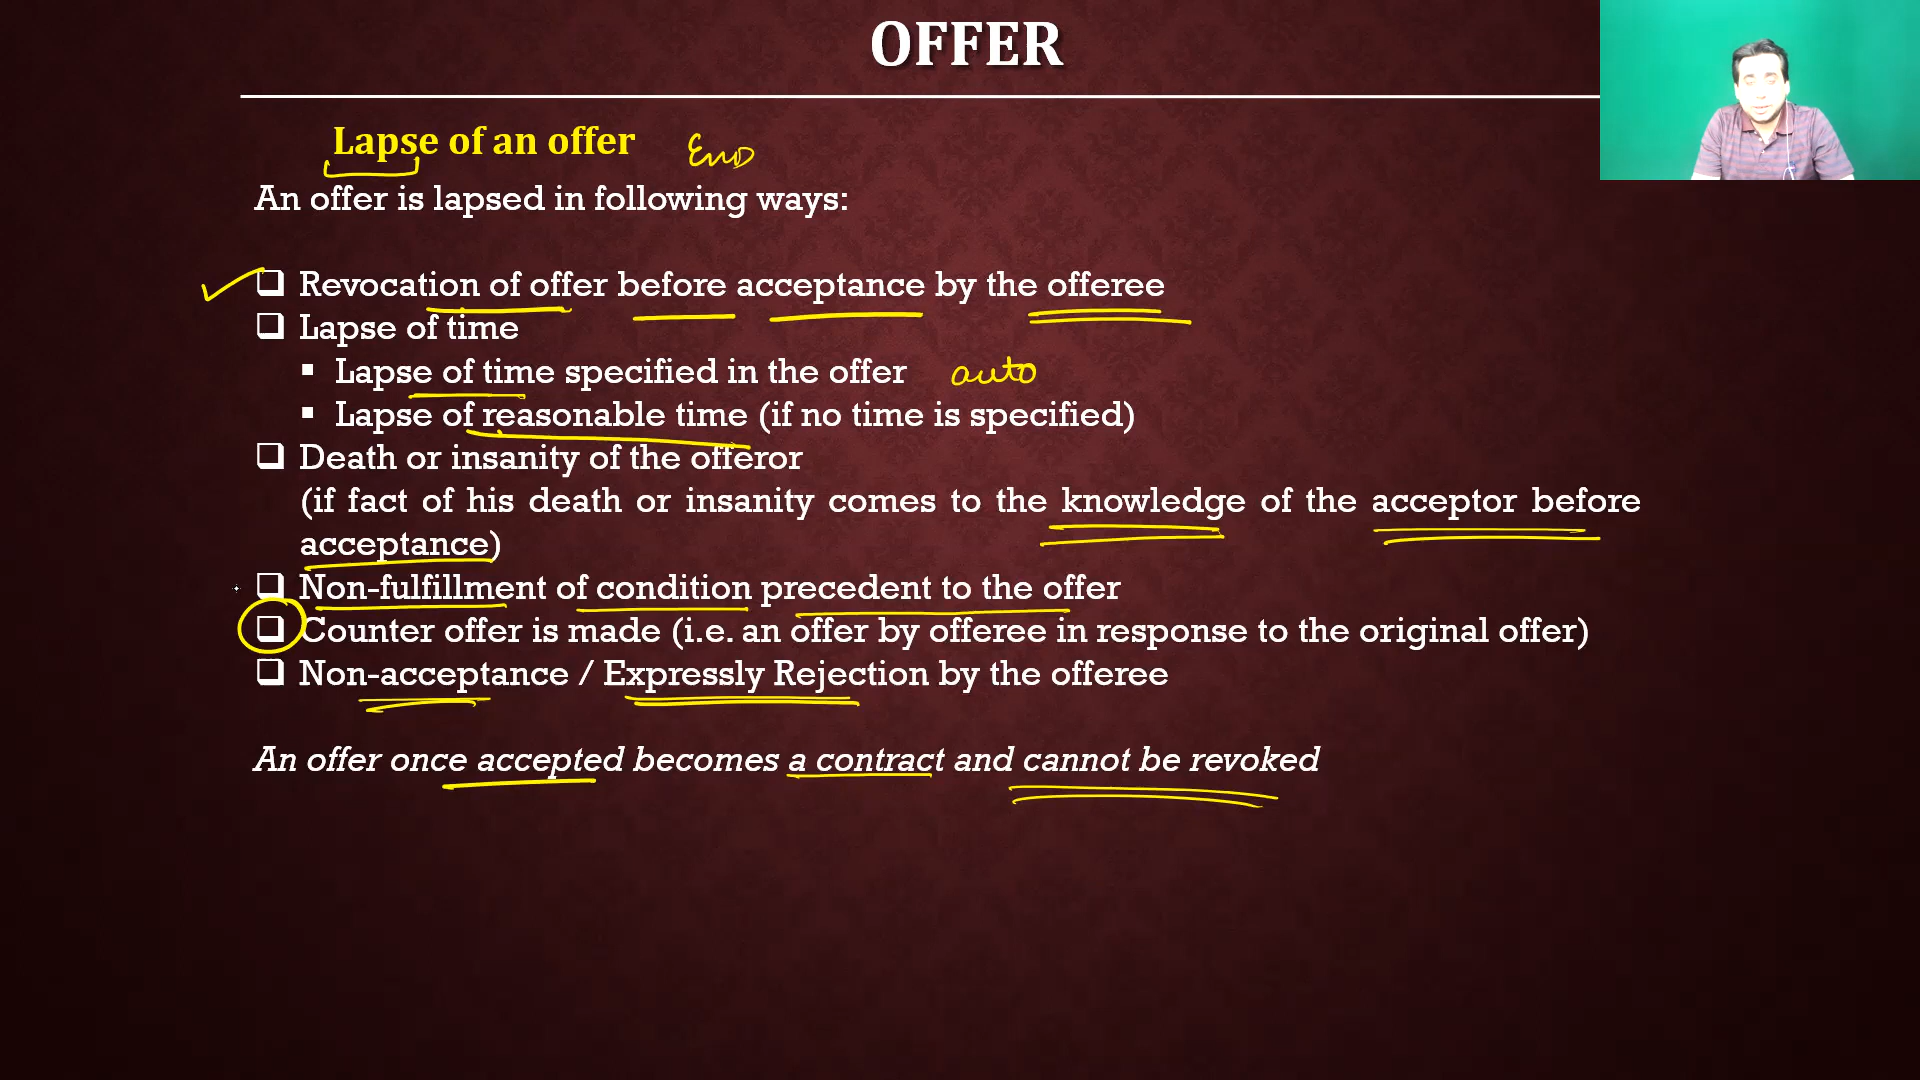 OFFER
Lapse of an offer END
An offer is lapsed in following ways:
Revocation of offer before acceptance by the offeree
Lapse of time
Lapse of time specified in the offer auto
Lapse of reasonable time (if no time is specified)
Death or insanity of the offeror
(if fact of his death or insanity comes to the knowledge of the acceptor before
acceptance)
Non-fulfillment of condition precedent to the offer
Counter offer is made (i.e. an offer by offeree in response to the original offer)
Non-acceptance / Expressly Rejection by the offeree
An offer once accepted becomes a contract and cannot be revoked